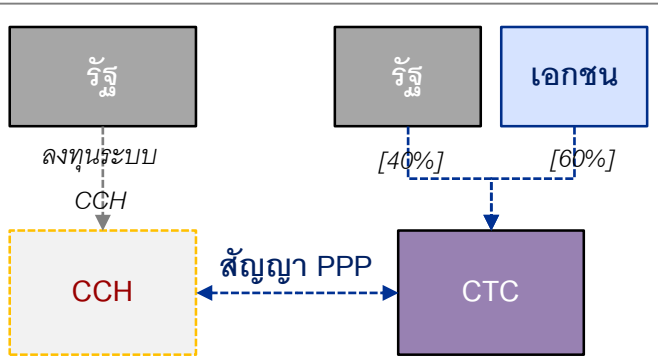 รัฐ
รัฐ
เอกชน
ลงทุนระบบ
CCH
[40%]
[60%]
CCH
สัญญา PPP
CTC